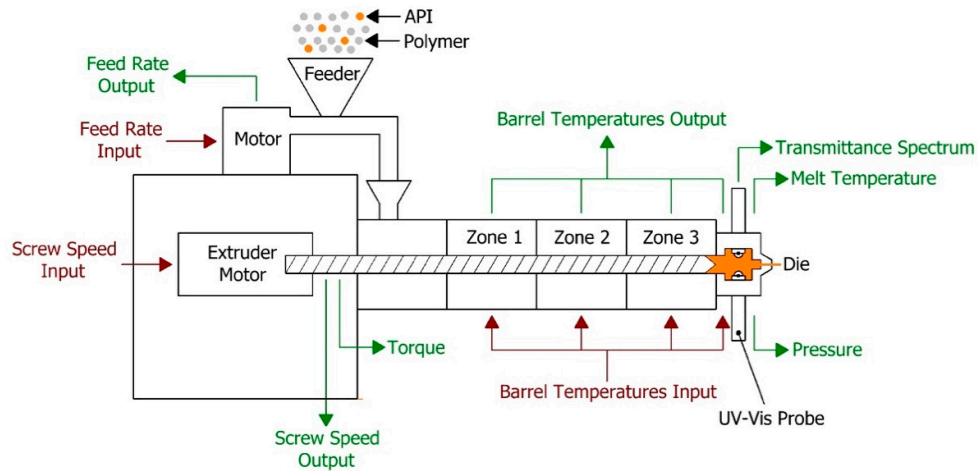 API
Polymer
Feed Rate
Output
Feeder
Feed Rate
Input
Motor
Barrel Temperatures Output
Transmittance Spectrum
Melt Temperature
Screw Speed
Input
Extruder
Motor
Zone 1
Zone 2
Zone 3
Die
Torque
Pressure
Barrel Temperatures Input
UV-Vis Probe
Screw Speed
Output